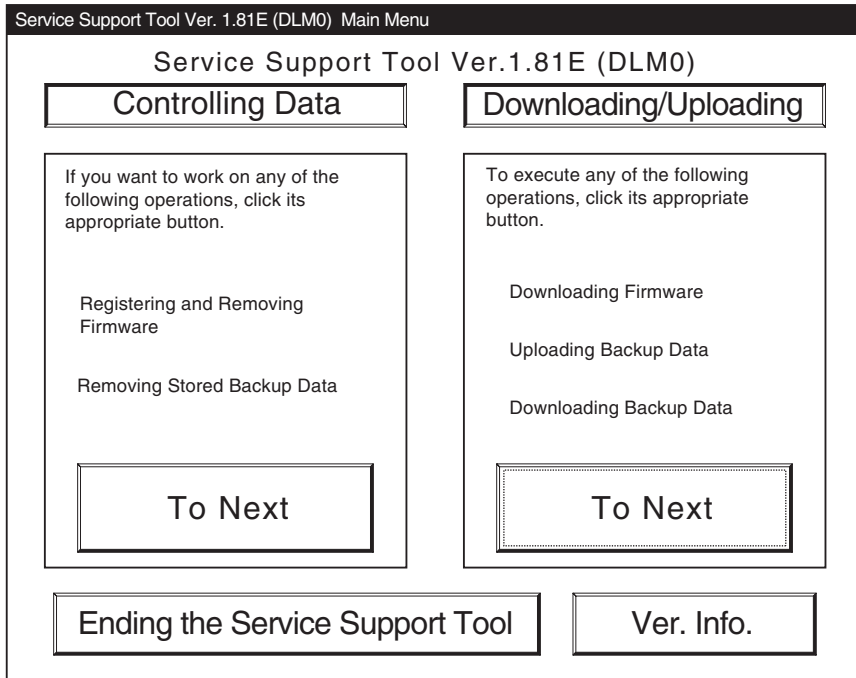 Service Support Tool Ver. 1.81E (DLM0) Main Menu
Service Support Tool Ver.1.81E (DLM0)
Controlling Data
If you want to work on any of the
following operations, click its
appropriate button.
Registering and Removing
Firmware
Removing Stored Backup Data
To Next
Downloading/Uploading
To execute any of the following
operations, click its appropriate
button.
Downloading Firmware
Uploading Backup Data
Downloading Backup Data
To Next
Ending the Service Support Tool
Ver. Info.